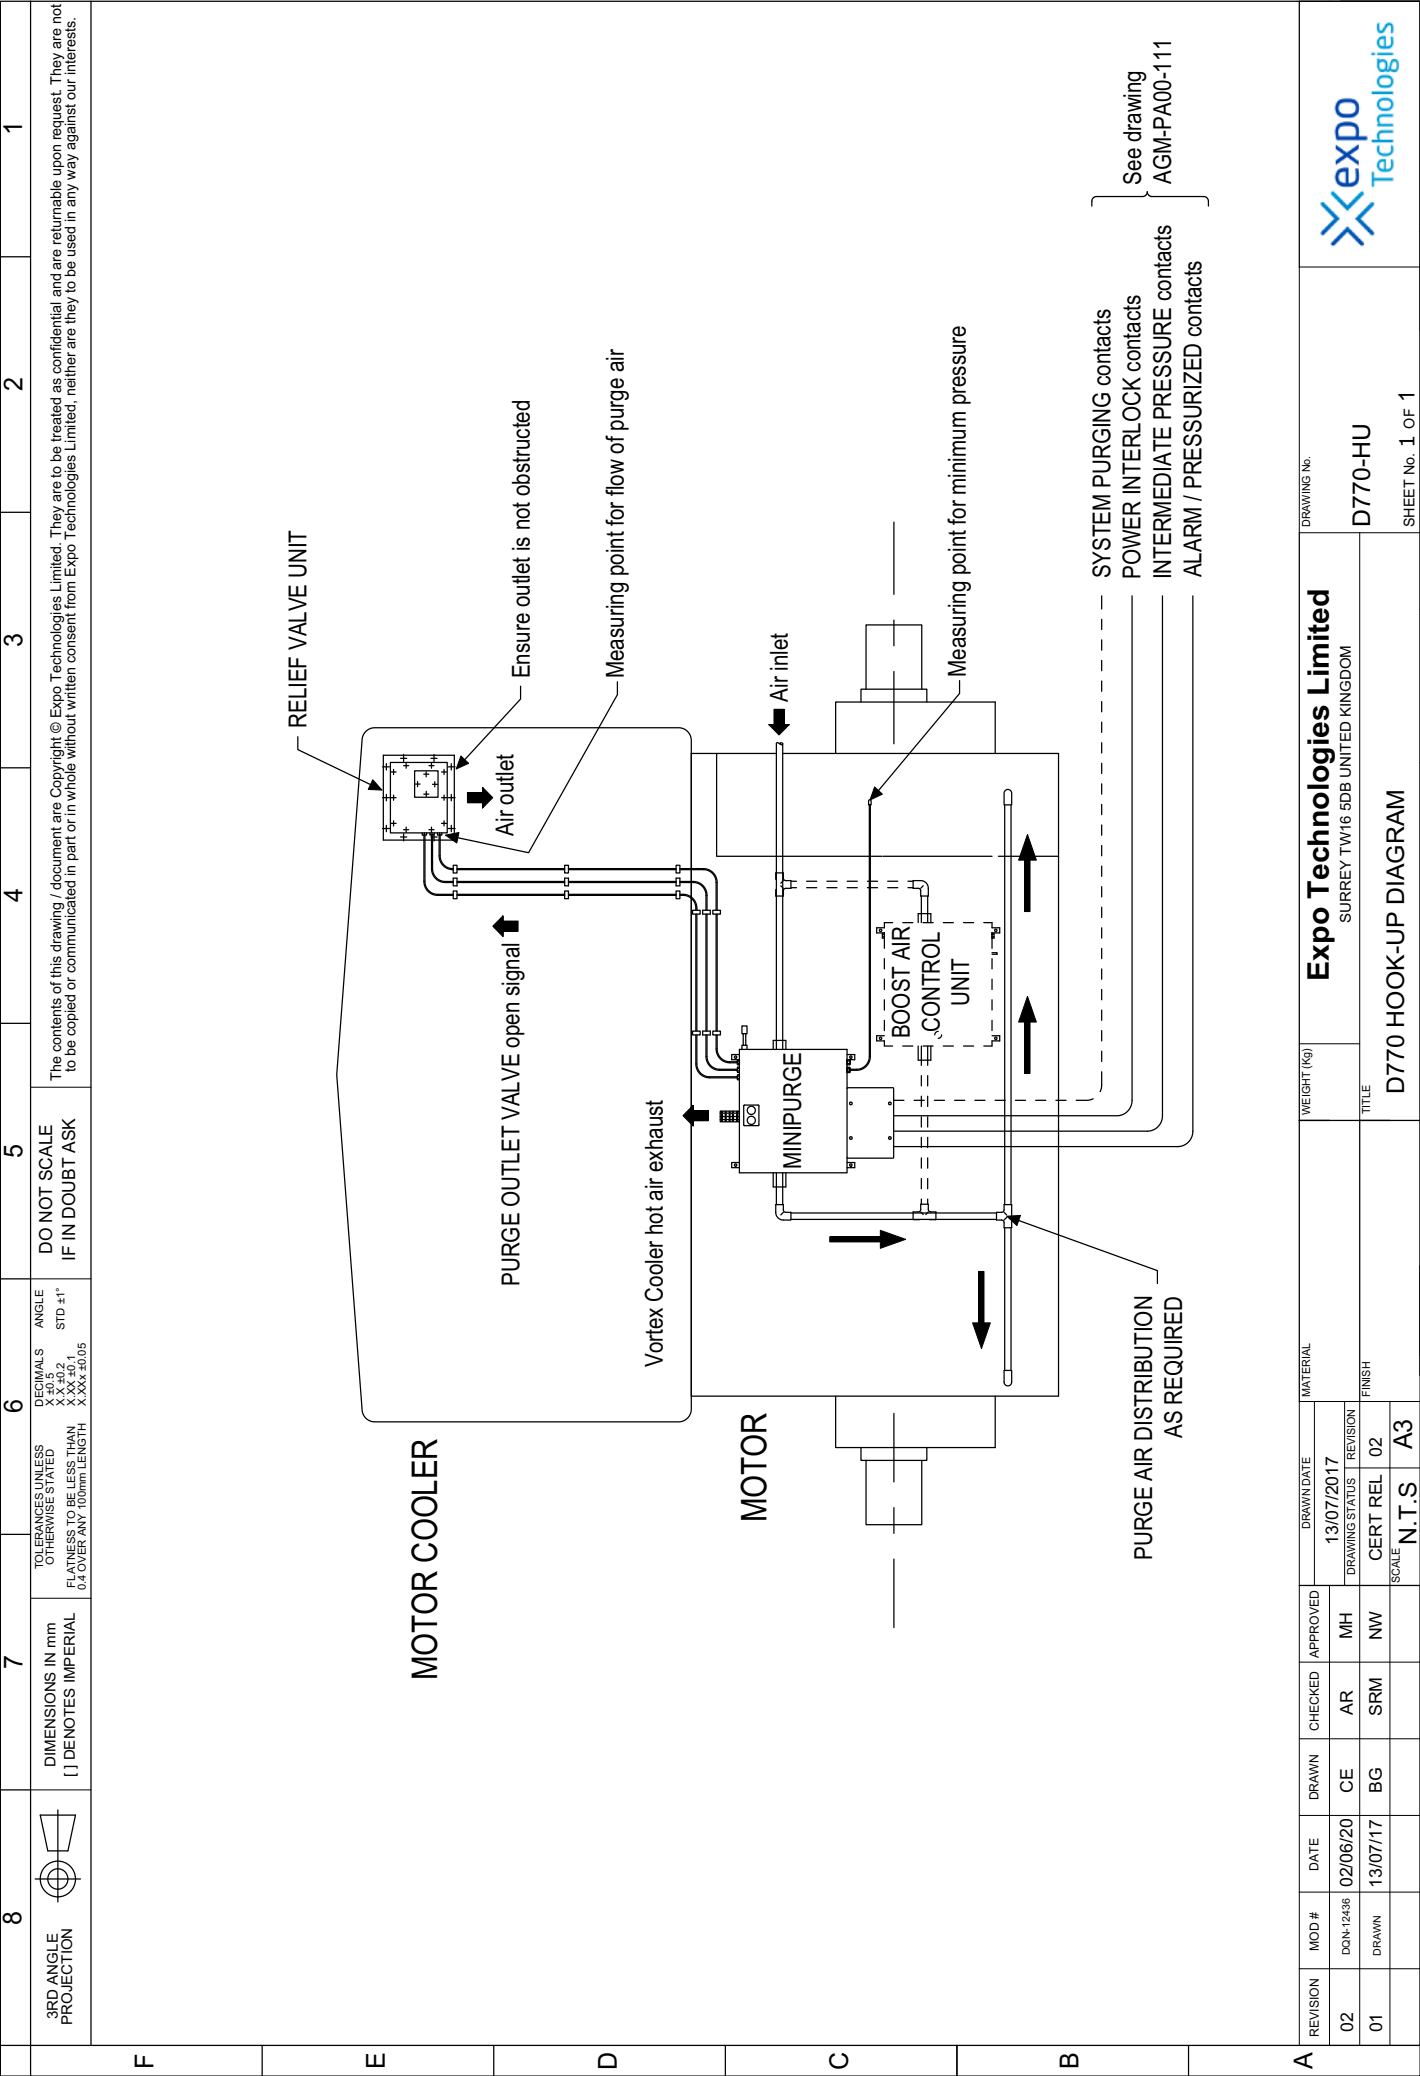 8
7
6
5
4
3
2
1
3RD ANGLE
PROJECTION
DIMENSIONS IN mm
[ ] DENOTES IMPERIAL
TOLERANCES UNLESS
OTHERWISE STATED
FLATNESS TO BE LESS THAN
0.4 OVER ANY 100mm LENGTH
DECIMALS
X ±0.5
X.X ±0.2
X.XX ±0.1
X.XXx ±0.05
ANGLE
STD ±1°
DO NOT SCALE
IF IN DOUBT ASK
The contents of this drawing / document are Copyright © Expo Technologies Limited. They are to be treated as confidential and are returnable upon request. They are not
to be copied or communicated in part or in whole without written consent from Expo Technologies Limited, neither are they to be used in any way against our interests.
F
E
D
C
B
A
RELIEF VALVE UNIT
MOTOR COOLER
Air outlet
Ensure outlet is not obstructed
PURGE OUTLET VALVE open signal
Measuring point for flow of purge air
Vortex Cooler hot air exhaust
MOTOR
MINIPURGE
Air inlet
BOOST AIR
CONTROL
UNIT
Measuring point for minimum pressure
PURGE AIR DISTRIBUTION
AS REQUIRED
SYSTEM PURGING contacts
POWER INTERLOCK contacts
INTERMEDIATE PRESSURE contacts
ALARM / PRESSURIZED contacts
See drawing
AGM-PA00-111
REVISION
MOD #
DATE
DRAWN
CHECKED
APPROVED
02
DQN-12436
02/06/20
CE
AR
MH
01
DRAWN
13/07/17
BG
SRM
NW
DRAWN DATE
13/07/2017
DRAWING STATUS
CERT REL
REVISION
02
SCALE
N.T.S
A3
MATERIAL
FINISH
WEIGHT (Kg)
Expo Technologies Limited
SURREY TW16 5DB UNITED KINGDOM
TITLE
D770 HOOK-UP DIAGRAM
DRAWING No.
D770-HU
SHEET No. 1 OF 1
expo
Technologies